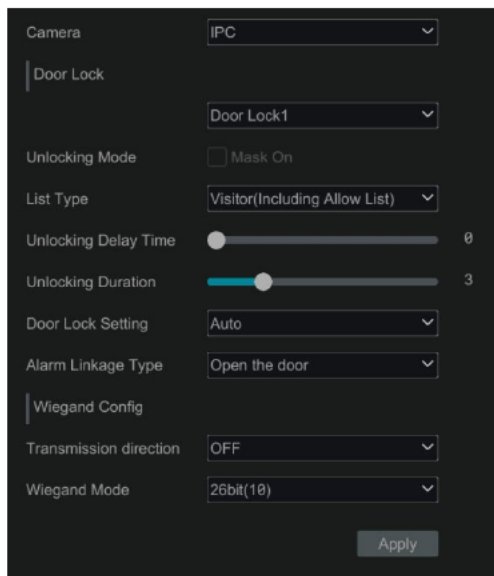 Camera IPC
Door Lock
Door Lock1
Unlocking Mode Mask On
List Type Visitor(Including Allow List)
Unlocking Delay Time 0
Unlocking Duration 3
Door Lock Setting Auto
Alarm Linkage Type Open the door
Wiegand Config
Transmission direction OFF
Wiegand Mode 26bit(10)
Apply